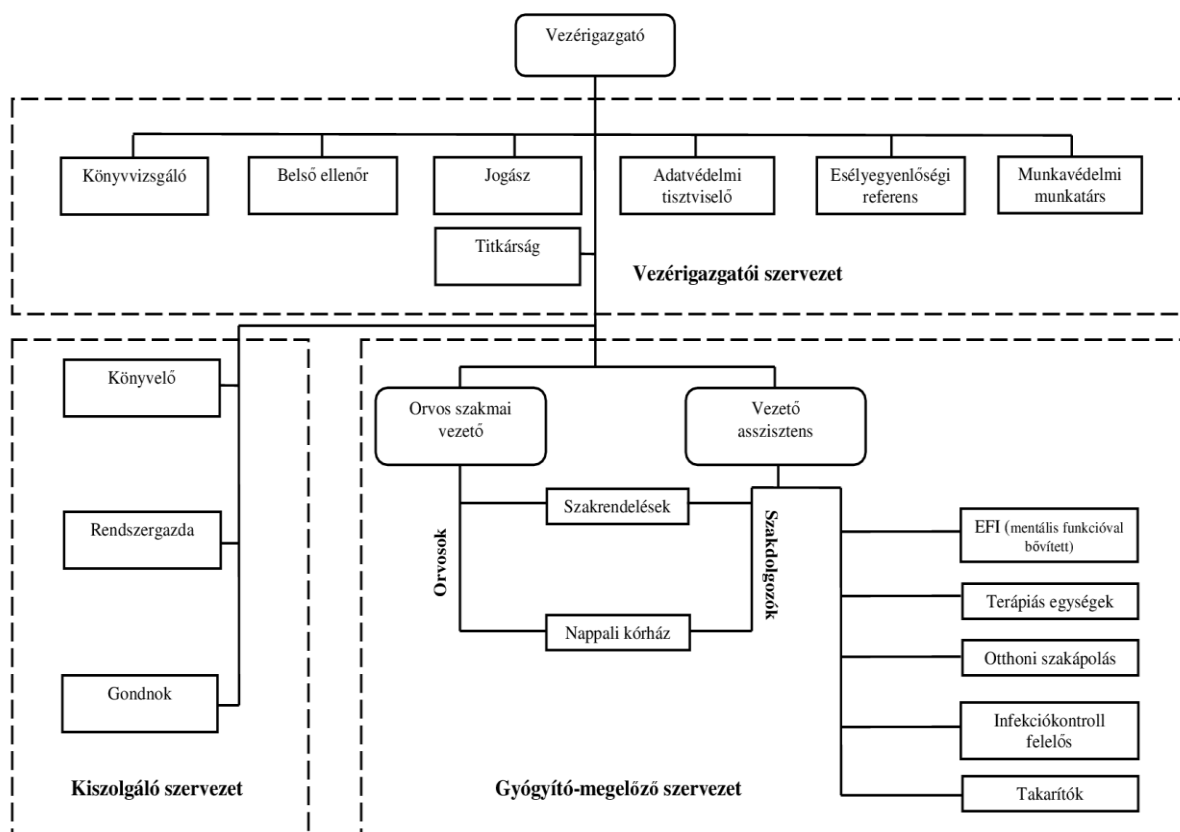 Vezérigazgató
Könyvvizsgáló
Belső ellenőr
Jogász
Adatvédelmi
tisztviselő
Esélyegyenlőségi
referens
Munkavédelmi
munkatárs
Titkárság
Vezérigazgatói szervezet
Könyvelő
Rendszergazda
Gondnok
Kiszolgáló szervezet
Orvos szakmai
vezető
Vezető
asszisztens
Orvosok
Szakrendelések
Szakdolgozók
Nappali kórház
EFI (mentális funkcióval
bővített)
Terápiás egységek
Otthoni szakápolás
Infekciókontroll
felelős
Takarítók
Gyógyító-megelőző szervezet